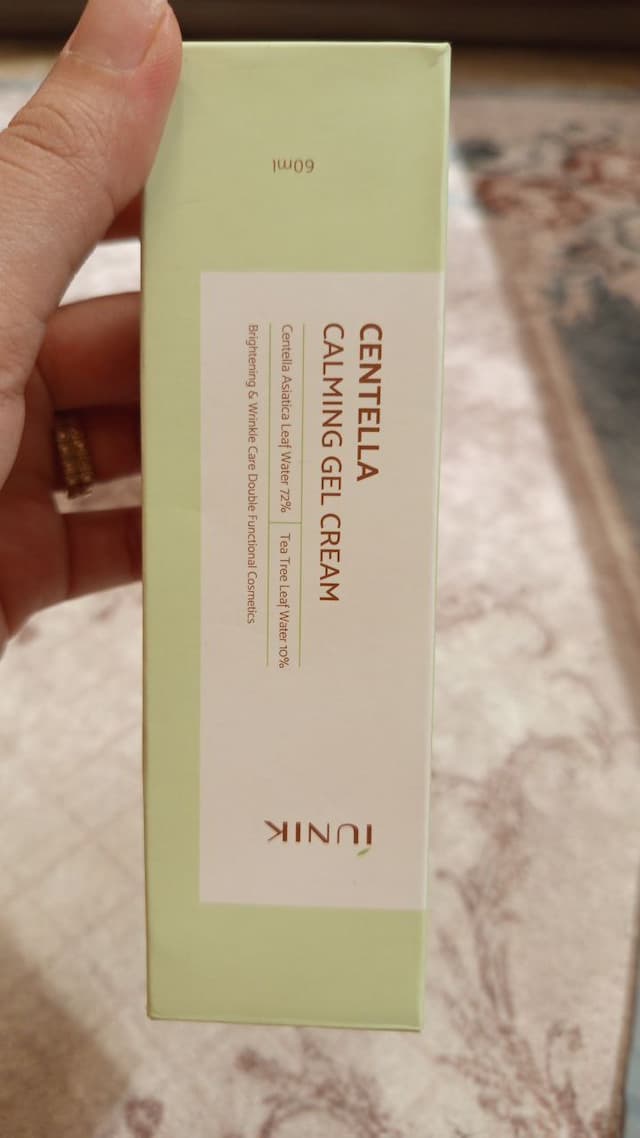 60ml
CENTELLA
CALMING GEL CREAM
Centella Asiatica Leaf Water 72% Tea Tree Leaf Water 10%
Brightening & Wrinkle Care Double Functional Cosmetics
iUNIK